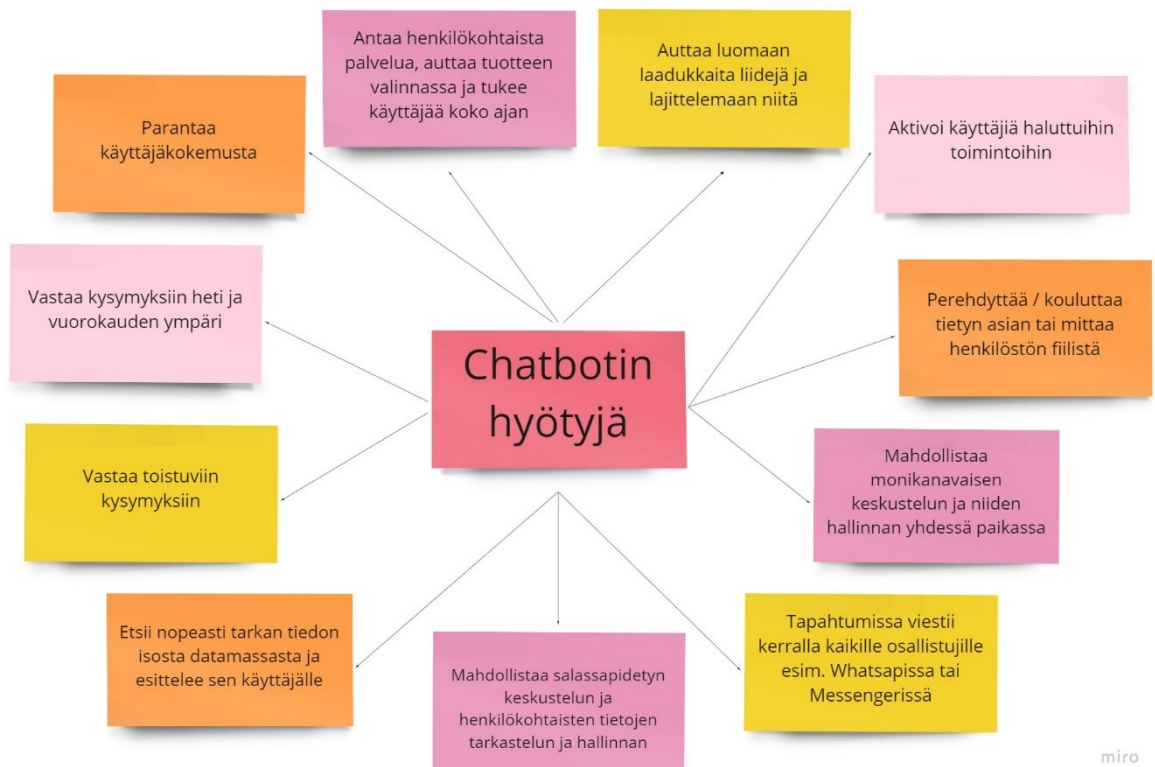 Antaa henkilökohtaista
palvelua, auttaa tuotteen
valinnassa ja tukee
käyttäjää koko ajan
Auttaa luomaan
laadukkaita liidejä ja
lajittelemaan niitä
Parantaa
käyttäjäkokemusta
Aktivoi käyttäjiä haluttuihin
toimintoihin
Vastaa kysymyksiin heti ja
vuorokauden ympäri
Perehdyttää / kouluttaa
tietyn asian tai mittaa
henkilöstön fiilistä
Chatbotin
hyötyjä
Vastaa toistuviin
kysymyksiin
Mahdollistaa
monikanavaisen
keskustelun ja niiden
hallinnan yhdessä paikassa
Etsii nopeasti tarkan tiedon
isosta datamassasta ja
esittelee sen käyttäjälle
Mahdollistaa salassapidetyn
keskustelun ja
henkilökohtaisten tietojen
tarkastelun ja hallinnan
Tapahtumissa viestii
kerralla kaikille osallistujille
esim. Whatsapissa tai
Messengerissä
miro